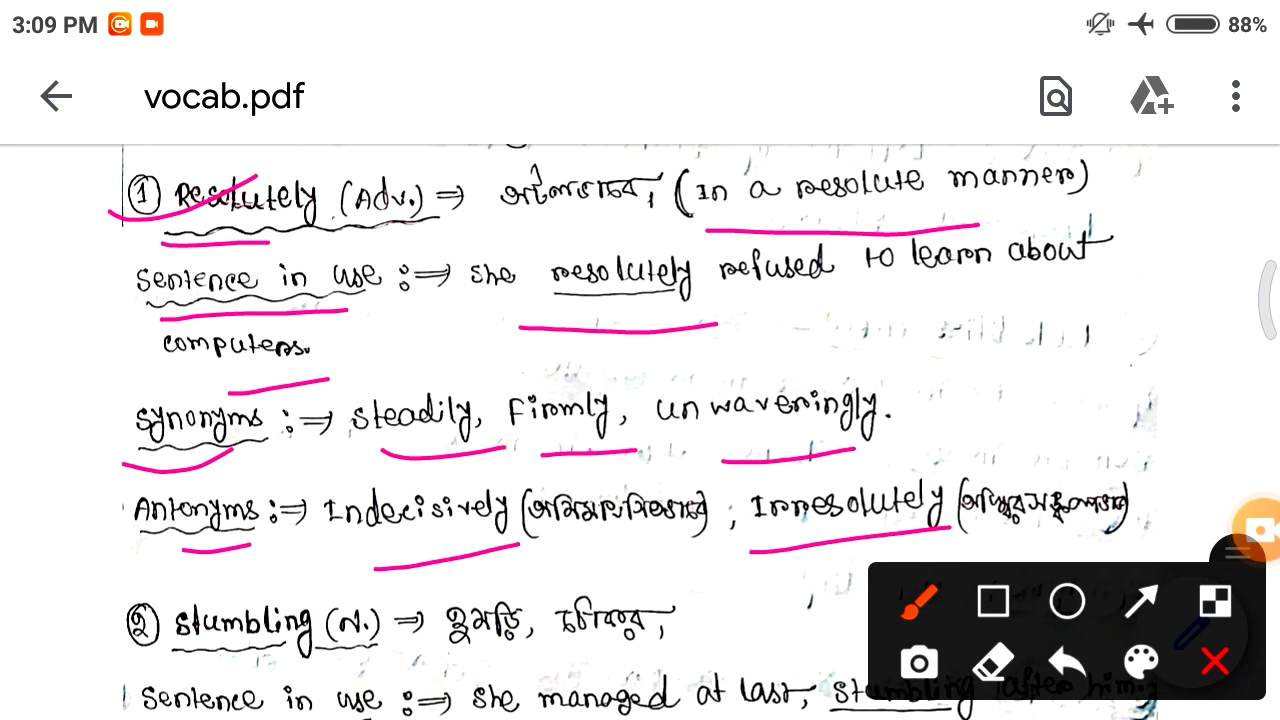 3:09 PM 88%
vocab.pdf
① Resolutely (Adv.) ⇒ অটলভাবে, (In a resolute manner)
Sentence in use :⇒ She resolutely refused to learn about
computers.
Synonyms :⇒ Steadily, Firmly, unwaveringly.
Antonyms :⇒ Indecisively ; Irresolutely
② Stumbling (N.) ⇒ হুমড়ি,
Sentence in use :⇒ She managed at last, stumbling after him.